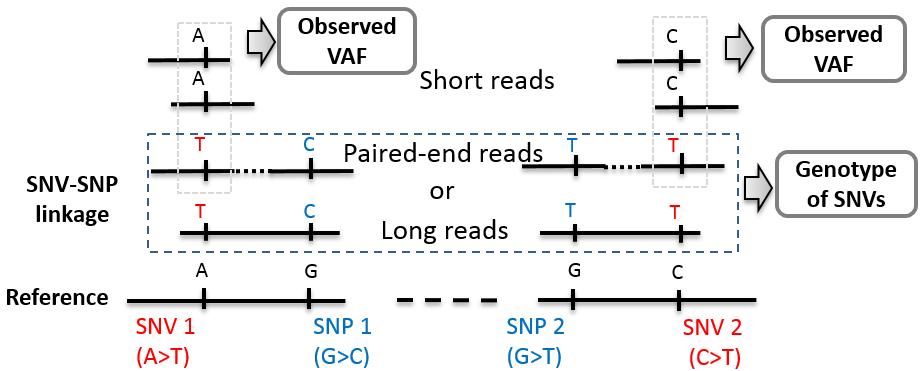 A
Observed
VAF
C
Observed
VAF
A
Short reads
C
T
C
Paired-end reads
T
T
SNV-SNP
linkage
or
Genotype
of SNVs
T
C
Long reads
T
T
Reference
A
G
G
C
SNV 1
(A>T)
SNP 1
(G>C)
SNP 2
(G>T)
SNV 2
(C>T)